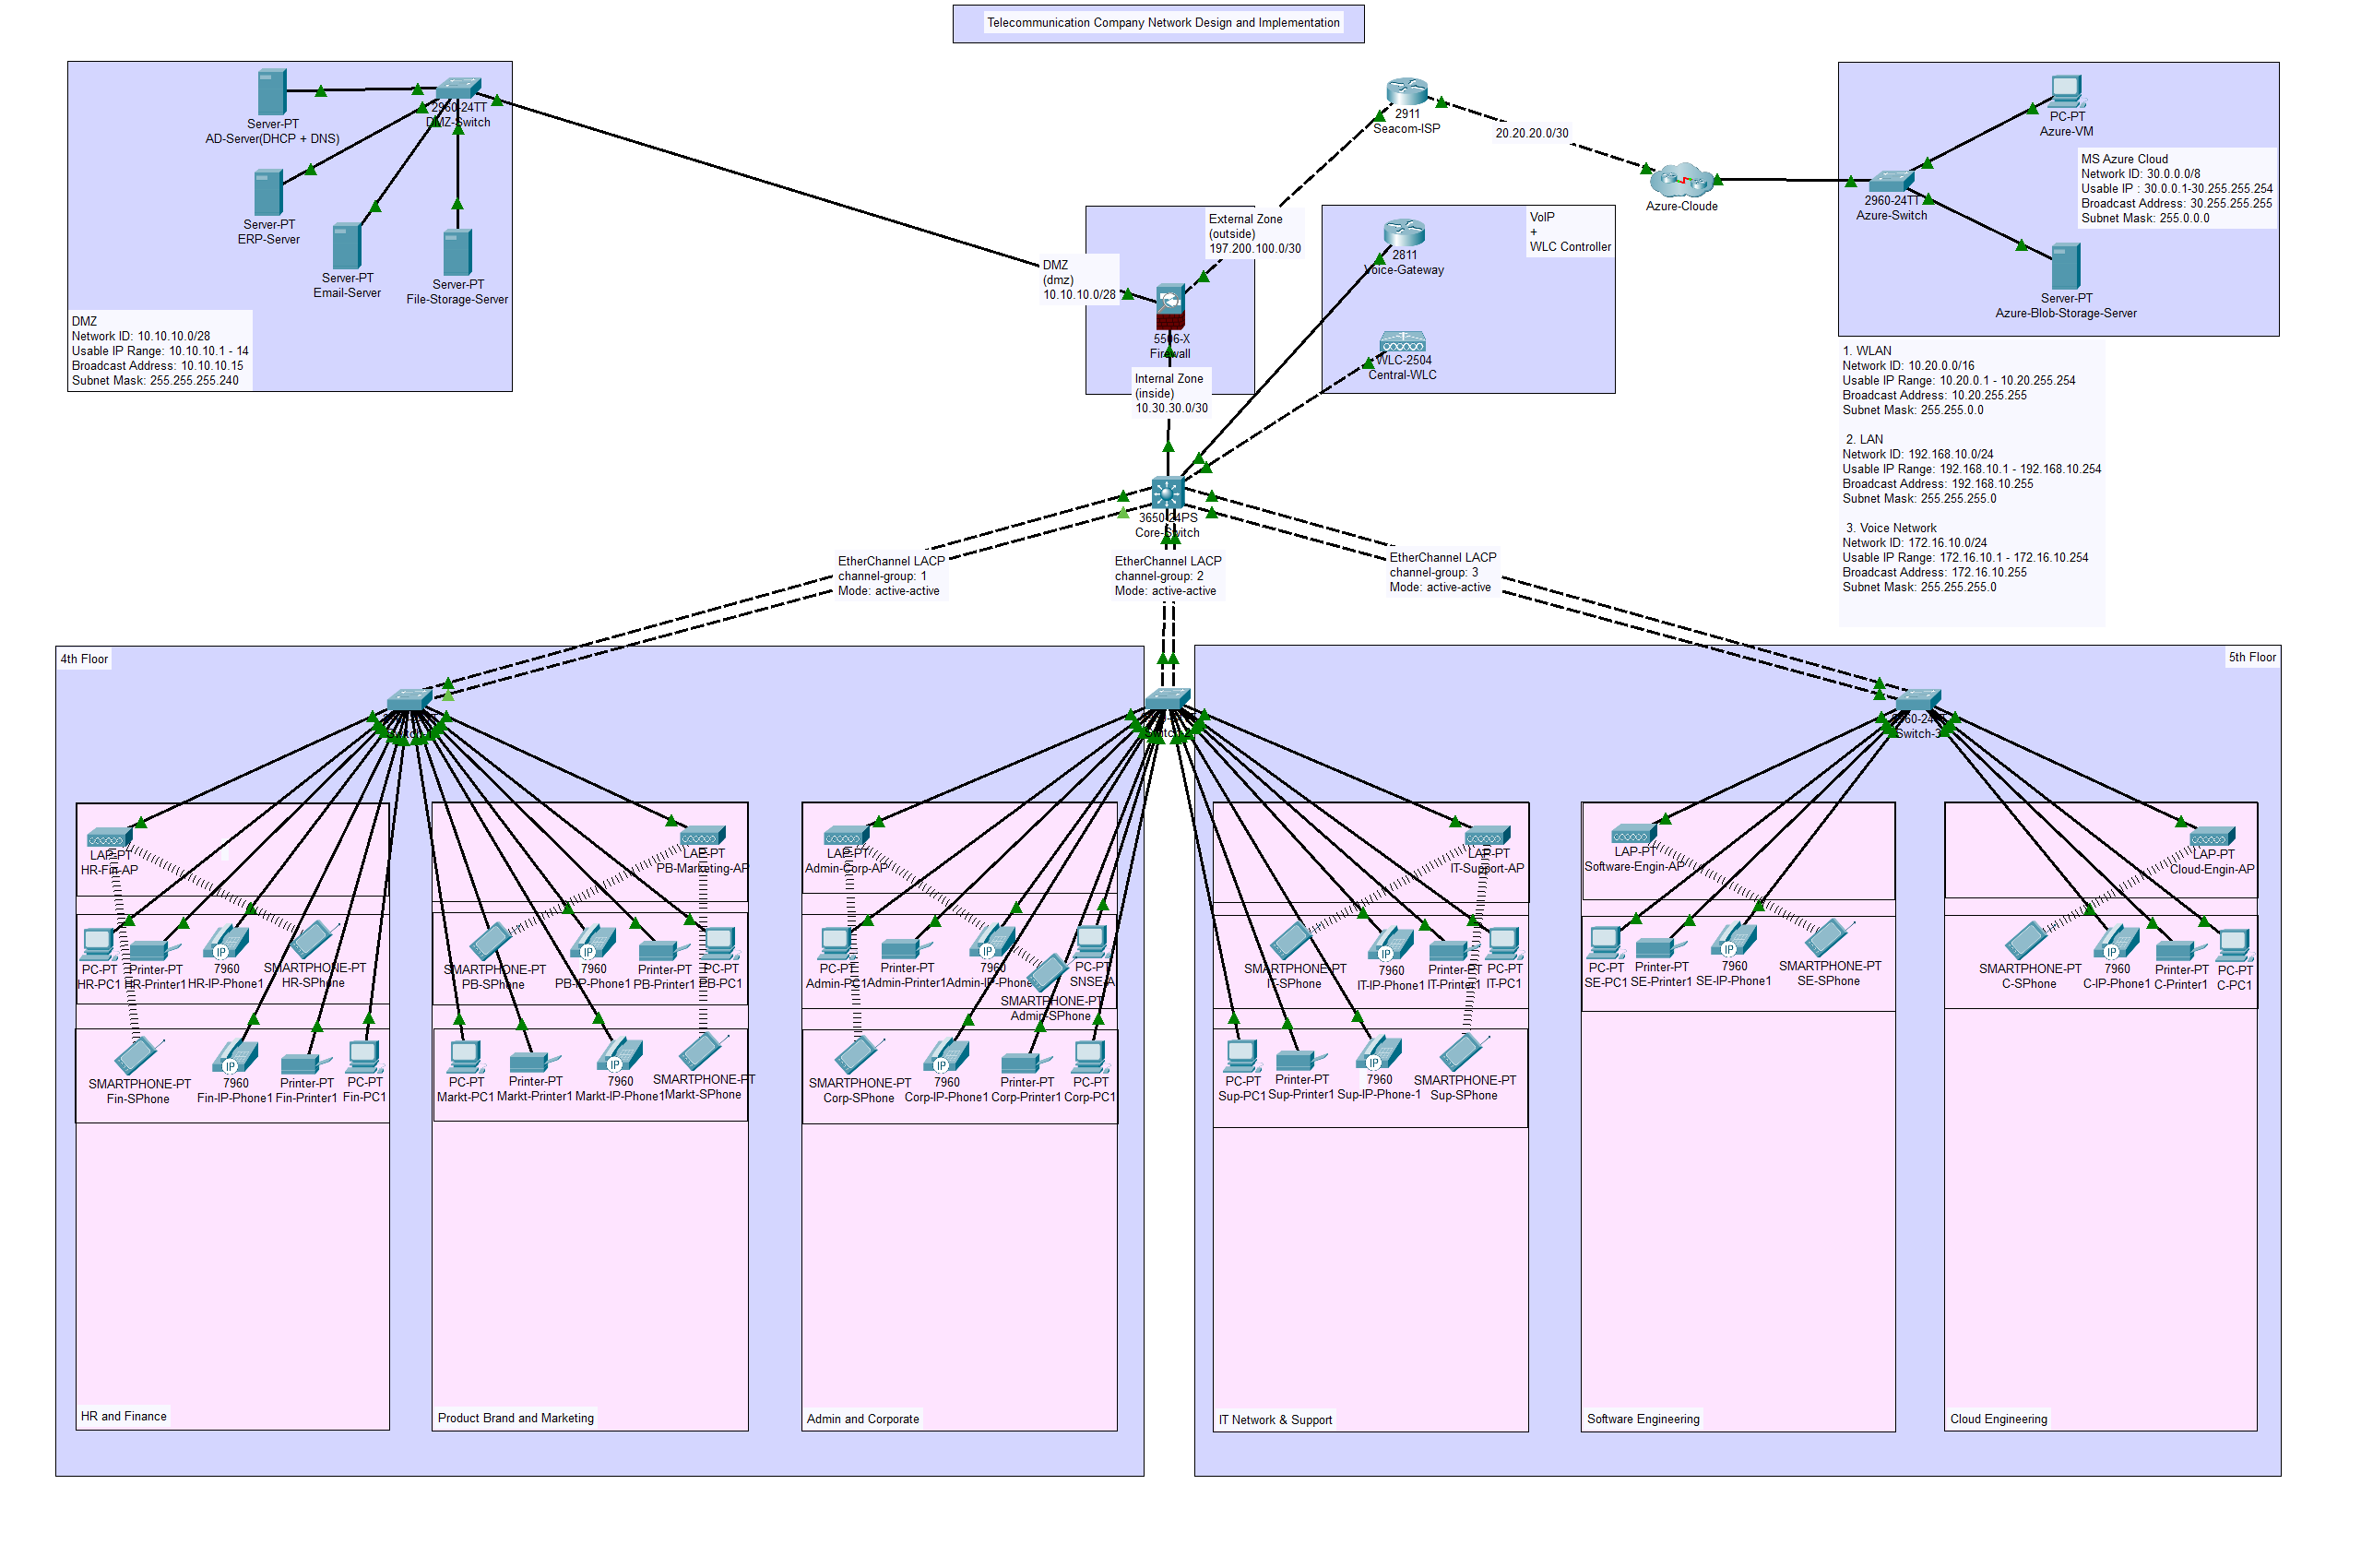 Telecommunication Company Network Design and Implementation
Server-PT
AD-Server(DHCP + DNS)
2960-24TT
DMZ-Switch
Server-PT
ERP-Server
Server-PT
Email-Server
Server-PT
File-Storage-Server
DMZ
Network ID: 10.10.10.0/28
Usable IP Range: 10.10.10.1 - 14
Broadcast Address: 10.10.10.15
Subnet Mask: 255.255.255.240
2911
Seacom-ISP
20.20.20.0/30
Azure-Cloude
2960-24TT
Azure-Switch
PC-PT
Azure-VM
MS Azure Cloud
Network ID: 30.0.0.0/8
Usable IP : 30.0.0.1-30.255.255.254
Broadcast Address: 30.255.255.255
Subnet Mask: 255.0.0.0
Server-PT
Azure-Blob-Storage-Server
External Zone
(outside)
197.200.100.0/30
DMZ
(dmz)
10.10.10.0/28
5506-X
Firewall
Internal Zone
(inside)
10.30.30.0/30
VoIP
+
WLC Controller
2811
Voice-Gateway
WLC-2504
Central-WLC
1. WLAN
Network ID: 10.20.0.0/16
Usable IP Range: 10.20.0.1 - 10.20.255.254
Broadcast Address: 10.20.255.255
Subnet Mask: 255.255.0.0
2. LAN
Network ID: 192.168.10.0/24
Usable IP Range: 192.168.10.1 - 192.168.10.254
Broadcast Address: 192.168.10.255
Subnet Mask: 255.255.255.0
3. Voice Network
Network ID: 172.16.10.0/24
Usable IP Range: 172.16.10.1 - 172.16.10.254
Broadcast Address: 172.16.10.255
Subnet Mask: 255.255.255.0
3650-24PS
Core-Switch
EtherChannel LACP
channel-group: 1
Mode: active-active
EtherChannel LACP
channel-group: 2
Mode: active-active
EtherChannel LACP
channel-group: 3
Mode: active-active
4th Floor
5th Floor
2960-24TT
Switch-3
LAP-PT
HR-Fin-AP
PC-PT
HR-PC1
Printer-PT
HR-Printer1
7960
HR-IP-Phone1
SMARTPHONE-PT
HR-SPhone
IP
SMARTPHONE-PT
Fin-SPhone
7960
Fin-IP-Phone1
Printer-PT
Fin-Printer1
PC-PT
Fin-PC1
IP
HR and Finance
LAP-PT
PB-Marketing-AP
SMARTPHONE-PT
PB-SPhone
7960
PB-IP-Phone1
Printer-PT
PB-Printer1
PC-PT
PB-PC1
IP
PC-PT
Markt-PC1
Printer-PT
Markt-Printer1
7960
Markt-IP-Phone1
SMARTPHONE-PT
Markt-SPhone
IP
Product Brand and Marketing
LAP-PT
Admin-Corp-AP
PC-PT
Admin-PC1
Printer-PT
Admin-Printer1
7960
Admin-IP-Phone
PC-PT
SNSE-A
SMARTPHONE-PT
Admin-SPhone
IP
SMARTPHONE-PT
Corp-SPhone
7960
Corp-IP-Phone1
Printer-PT
Corp-Printer1
PC-PT
Corp-PC1
IP
Admin and Corporate
LAP-PT
IT-Support-AP
SMARTPHONE-PT
IT-SPhone
7960
IT-IP-Phone1
Printer-PT
IT-Printer1
PC-PT
IT-PC1
IP
PC-PT
Sup-PC1
Printer-PT
Sup-Printer1
7960
Sup-IP-Phone-1
SMARTPHONE-PT
Sup-SPhone
IP
IT Network & Support
LAP-PT
Software-Engin-AP
PC-PT
SE-PC1
Printer-PT
SE-Printer1
7960
SE-IP-Phone1
SMARTPHONE-PT
SE-SPhone
IP
Software Engineering
LAP-PT
Cloud-Engin-AP
SMARTPHONE-PT
C-SPhone
7960
C-IP-Phone1
Printer-PT
C-Printer1
PC-PT
C-PC1
IP
Cloud Engineering